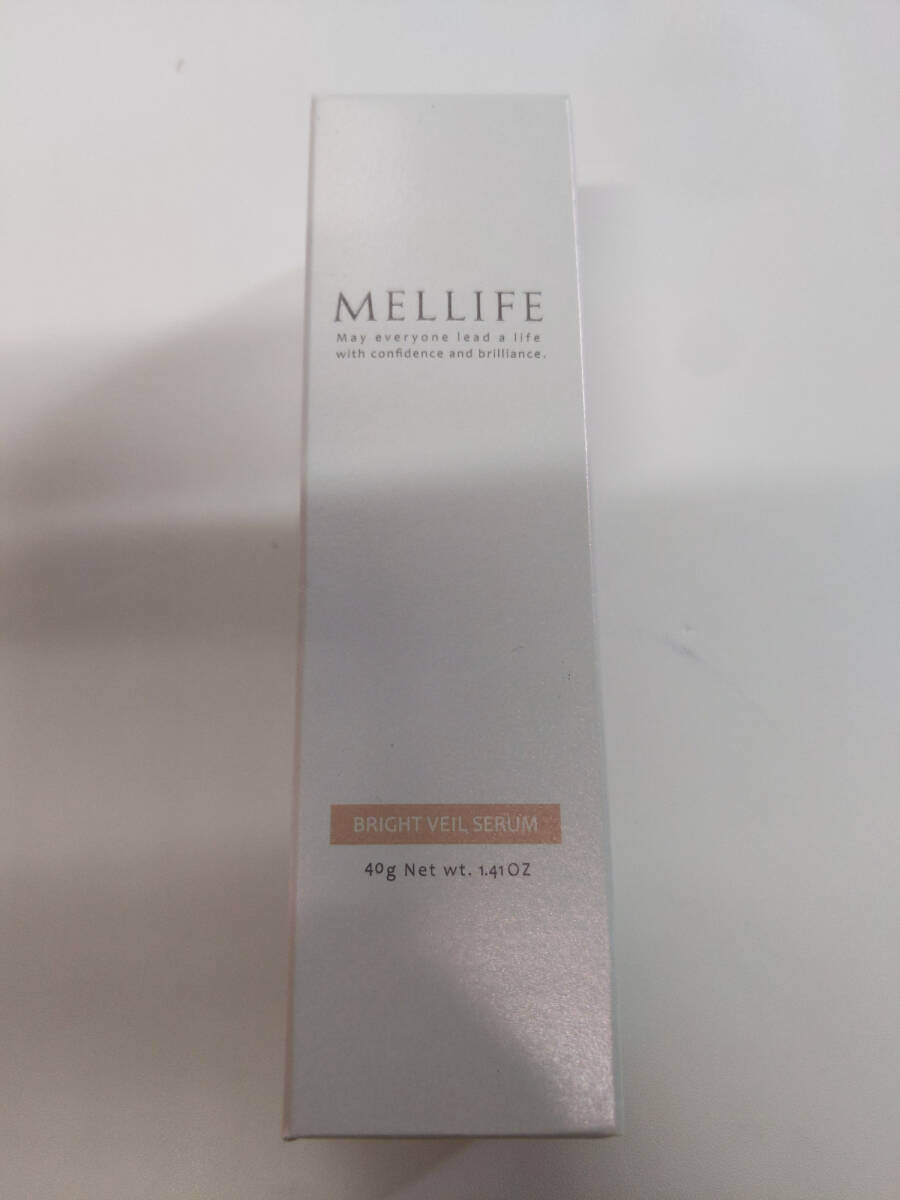 MELLIFE
May everyone lead a life
with confidence and brilliance.
BRIGHT VEIL SERUM
40g Net wt. 1.41OZ